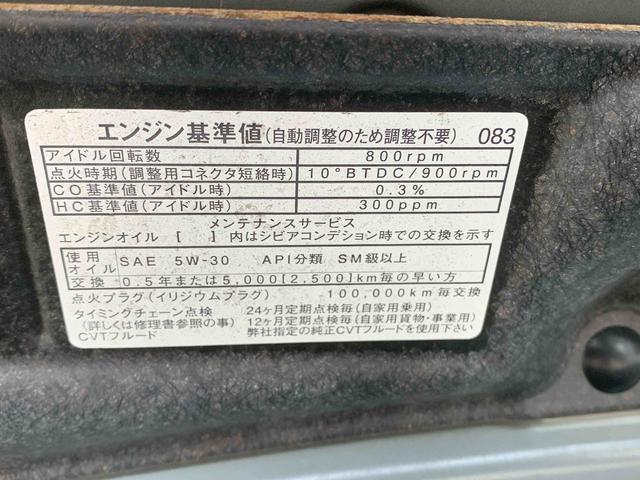 エンジン基準値(自動調整のため調整不要) 083
アイドル回転数 800rpm
点火時期(調整用コネクタ短絡時) 10°BTDC/900rpm
CO基準値(アイドル時) 0.3%
HC基準値(アイドル時) 300ppm
メンテナンスサービス
エンジンオイル [ ] 内はシビアコンデション時での交換を示す
使用オイル SAE 5W-30 API分類 SM級以上
交換 0.5年または5,000[2,500]km毎の早い方
点火プラグ(イリジウムプラグ) 100,000km毎交換
タイミングチェーン点検 24ヶ月定期点検毎(自家用乗用)
(詳しくは修理書参照の事) 12ヶ月定期点検毎(自家用貨物・事業用)
CVTフルード 弊社指定の純正CVTフルードを使用下さい